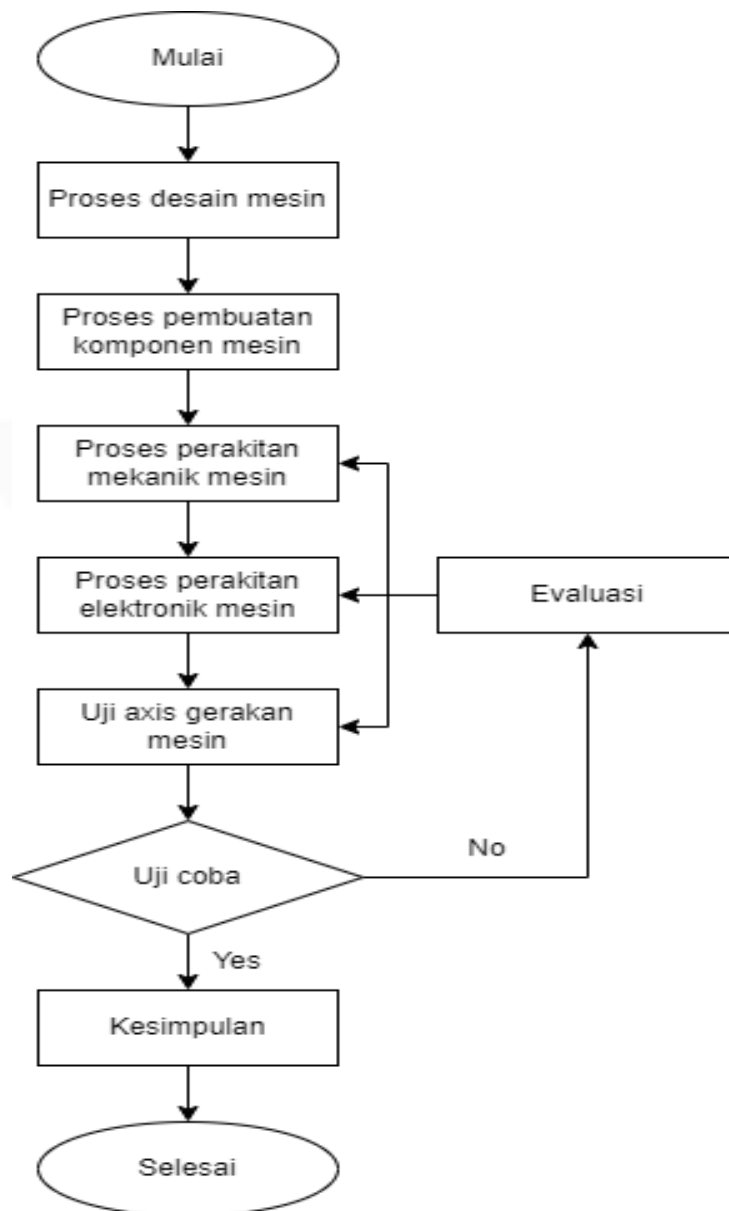 Mulai
Proses desain mesin
Proses pembuatan
komponen mesin
Proses perakitan
mekanik mesin
Proses perakitan
elektronik mesin
Evaluasi
Uji axis gerakan
mesin
Uji coba
No
Yes
Kesimpulan
Selesai